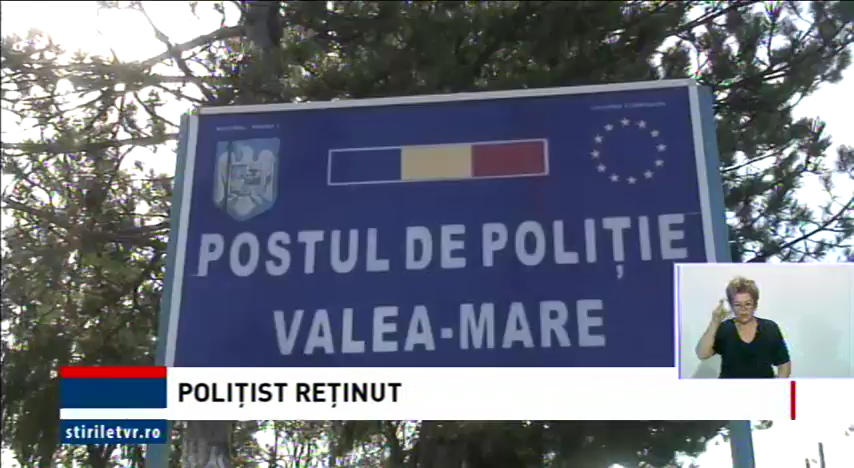 POSTUL DE POLIȚIE
VALEA-MARE
POLIȚIST REȚINUT
stiriletvr.ro